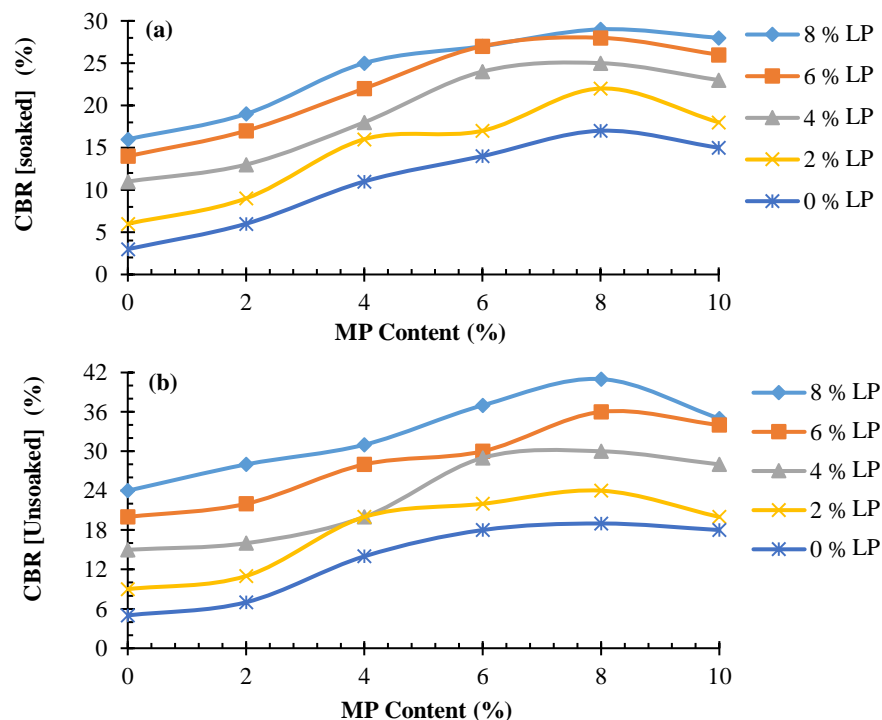 (a)
CBR [soaked] (%)
30
25
20
15
10
5
0
0 2 4 6 8 10
MP Content (%)
8 % LP
6 % LP
4 % LP
2 % LP
0 % LP
(b)
CBR [Unsoaked] (%)
42
36
30
24
18
12
6
0
0 2 4 6 8 10
MP Content (%)
8 % LP
6 % LP
4 % LP
2 % LP
0 % LP